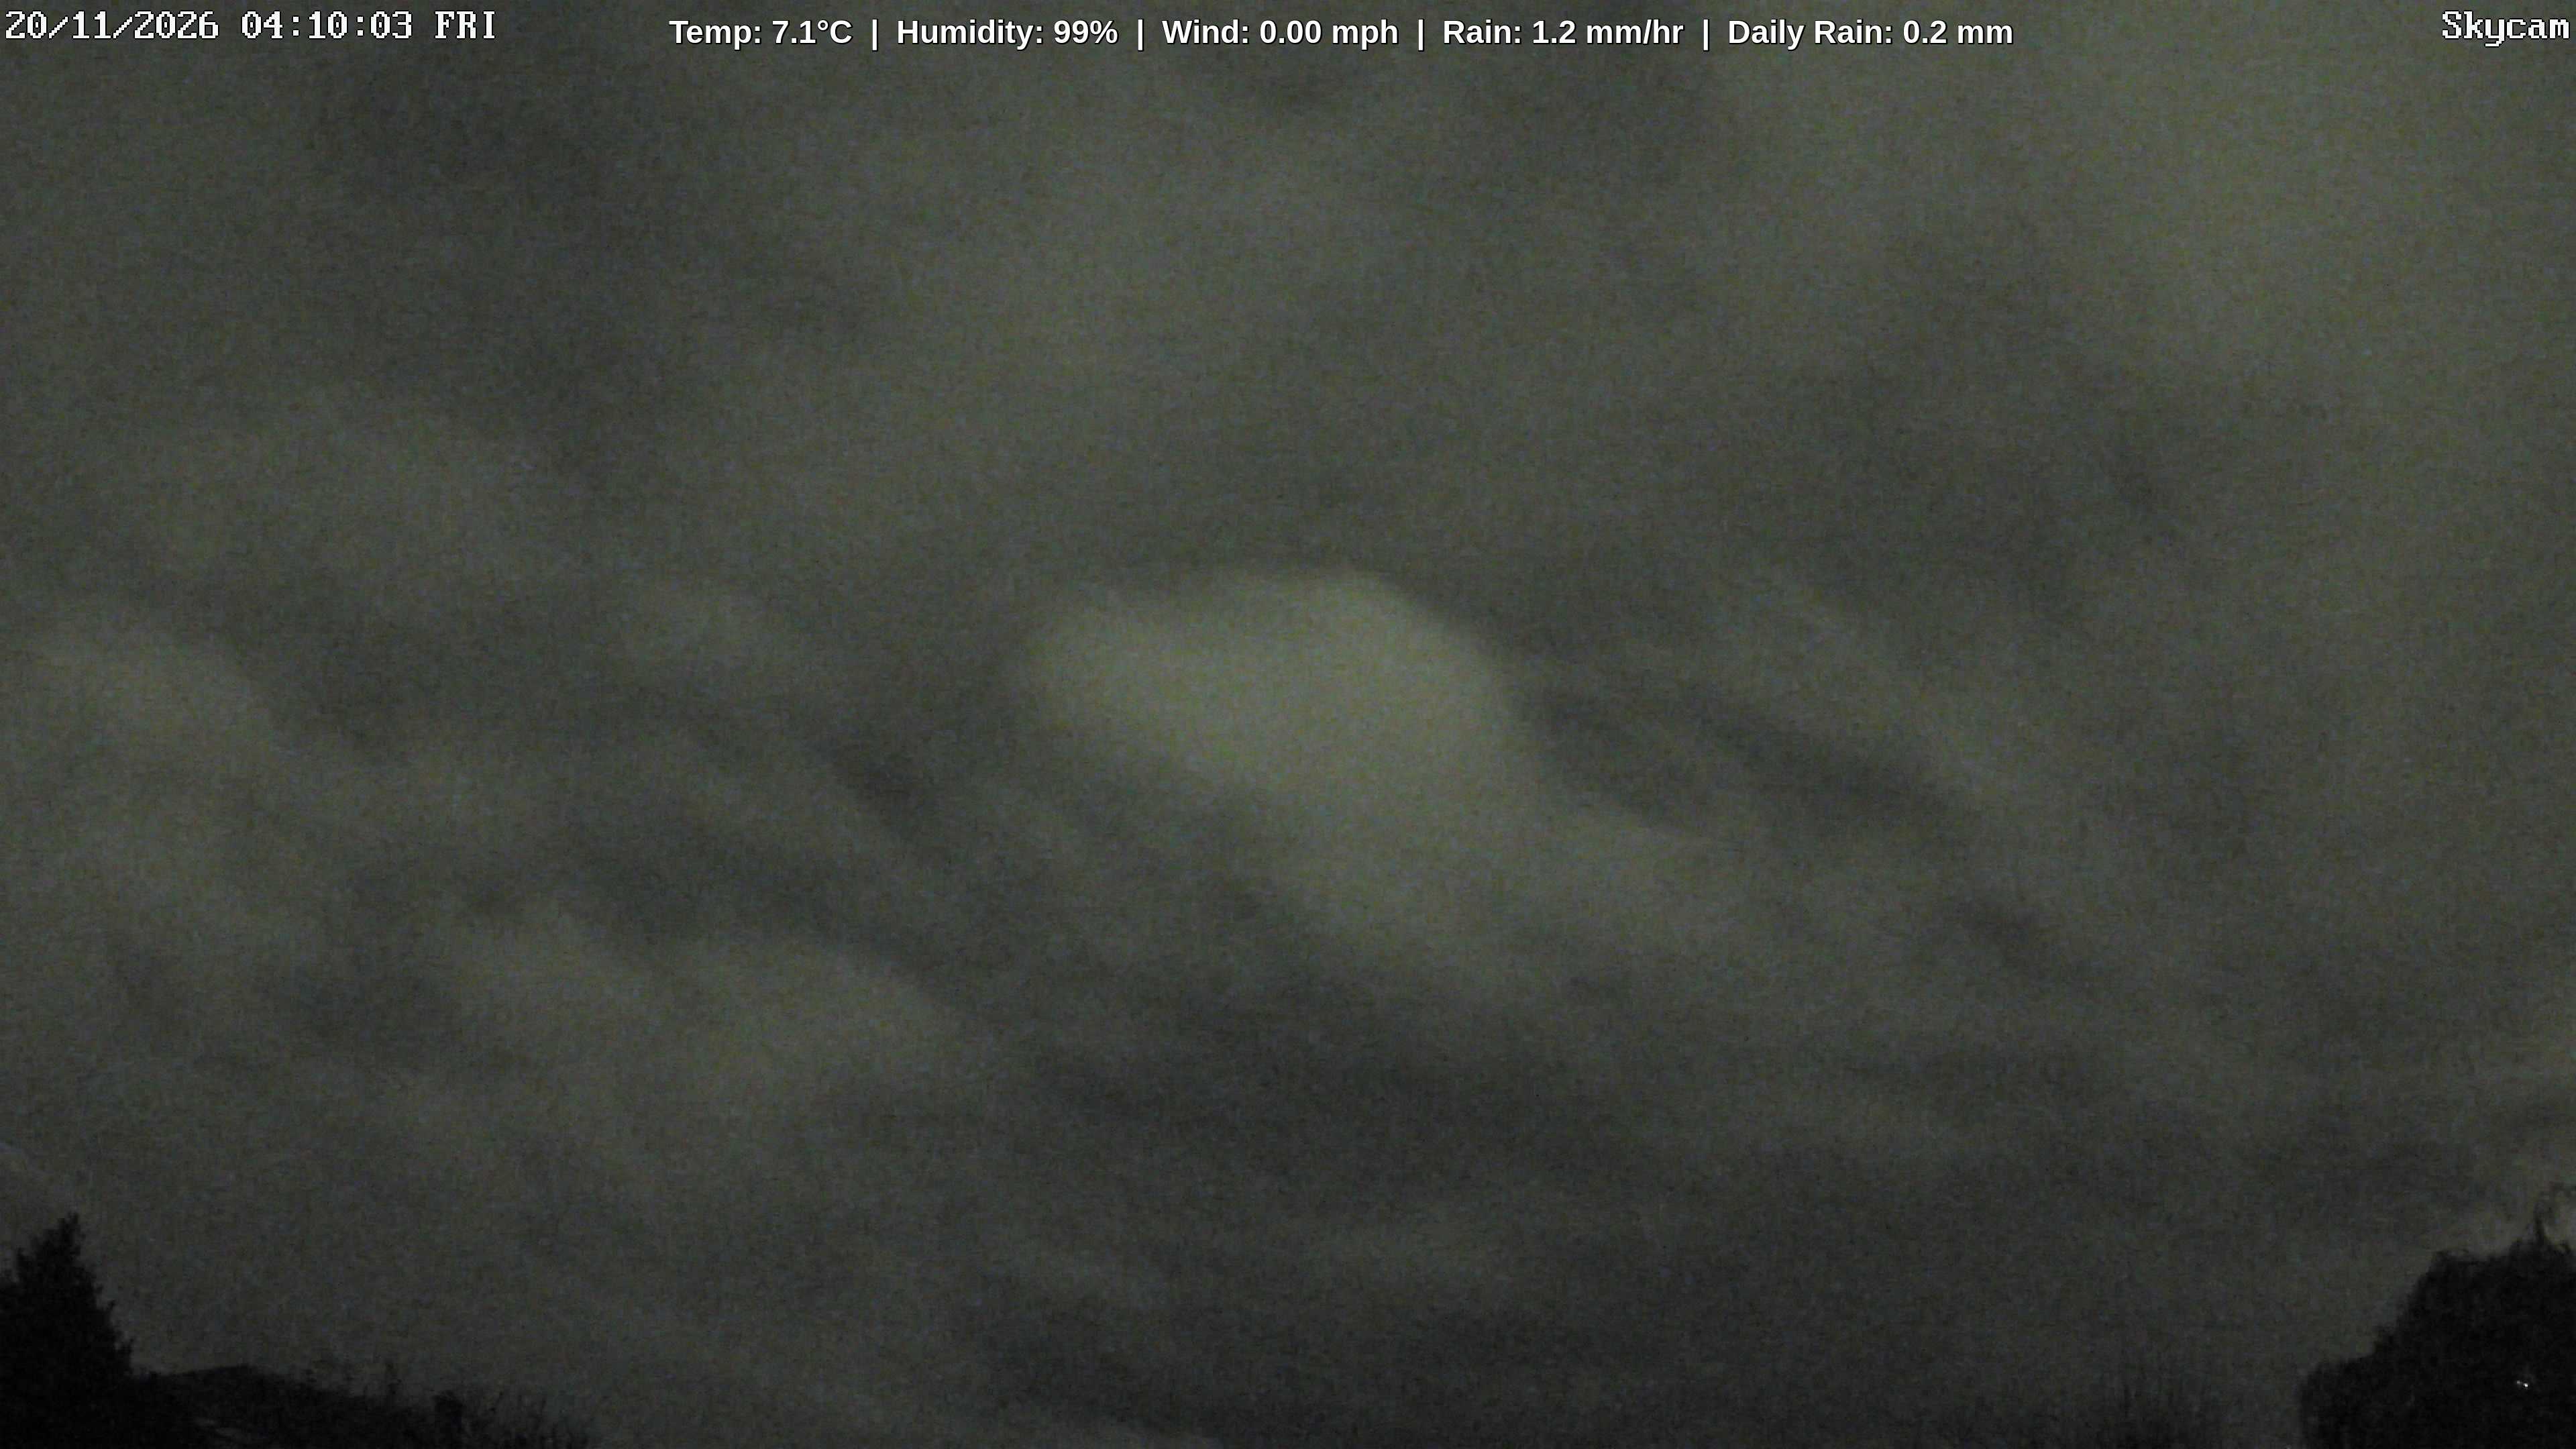 20/11/2026 04:10:03 FRI
Temp: 7.1°C | Humidity: 99% | Wind: 0.00 mph | Rain: 1.2 mm/hr | Daily Rain: 0.2 mm
Skycam